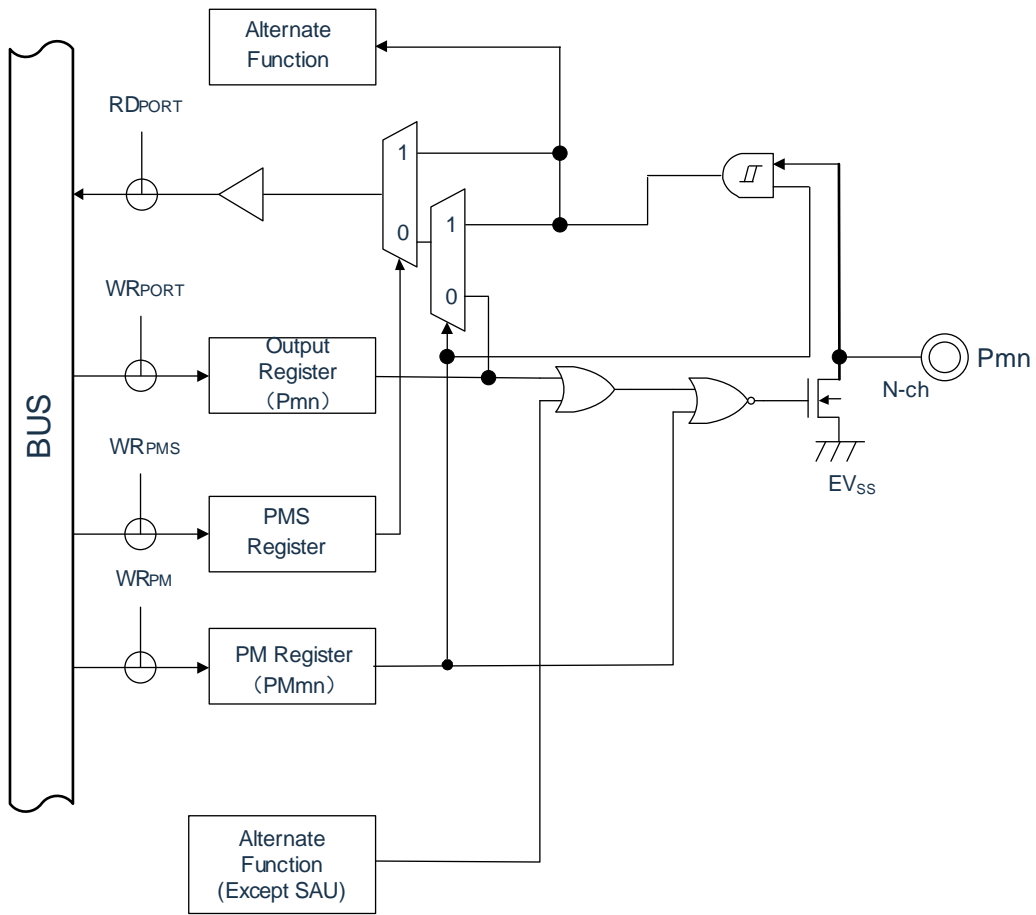 Alternate
Function
RDPORT
1
0
1
0
WRPORT
Output
Register
（Pmn）
Pmn
N-ch
EVSS
BUS
WRPMS
PMS
Register
WRPM
PM Register
（PMmn）
Alternate
Function
(Except SAU)